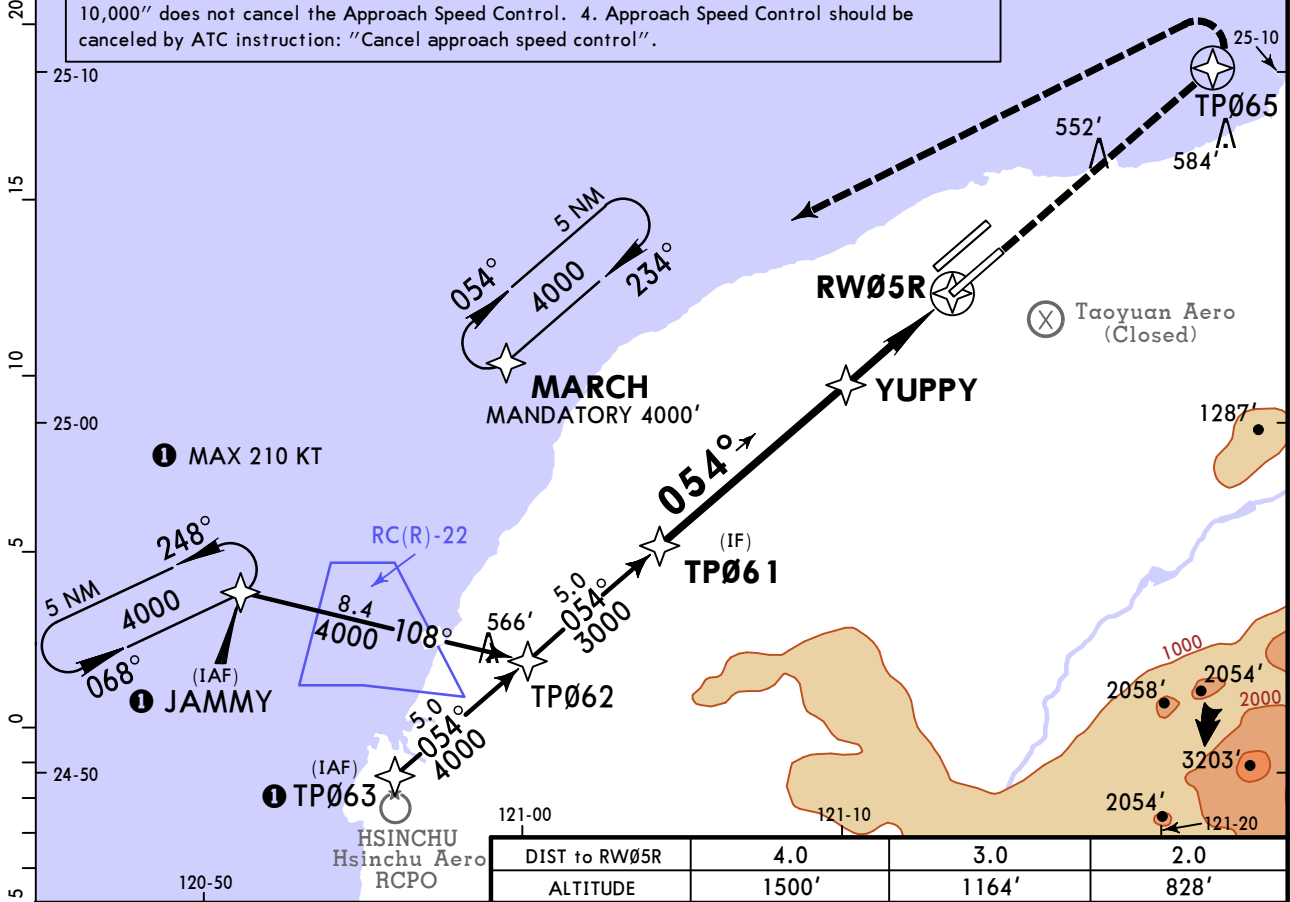 10,000" does not cancel the Approach Speed Control. 4. Approach Speed Control should be
canceled by ATC instruction: "Cancel approach speed control".
20
25-10
25-10
TPØ65
552'
584'
15
5 NM
054°
4000
234°
RWØ5R
Taoyuan Aero
(Closed)
10
MARCH
MANDATORY 4000'
YUPPY
25-00
1287'
1 MAX 210 KT
054°
5
248°
RC(R)-22
(IF)
TPØ61
5 NM
4000
068°
8.4
4000
108°
566'
5.0
054°
3000
(IAF)
1 JAMMY
TPØ62
1000
2054'
2058'
2000
0
5.0
054°
4000
3203'
24-50
(IAF)
1 TPØ63
2054'
121-00
121-10
121-20
HSINCHU
Hsinchu Aero
RCPO
120-50
5
DIST to RWØ5R 4.0 3.0 2.0
ALTITUDE 1500' 1164' 828'